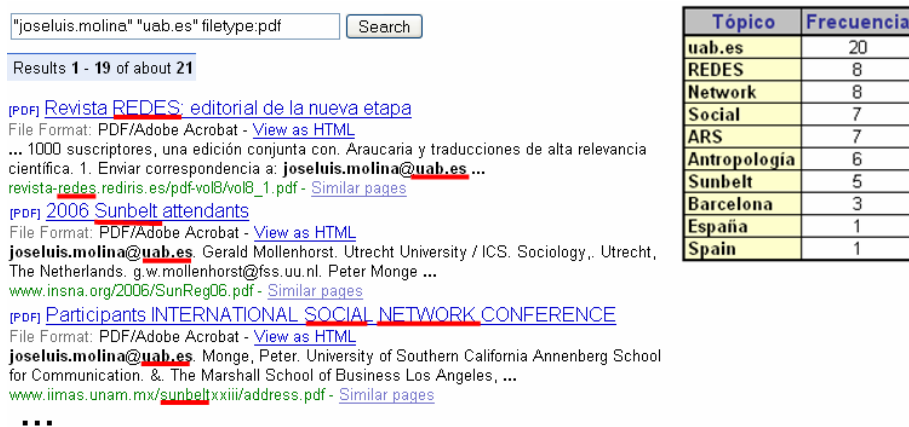 "joseluis.molina" "uab.es" filetype:pdf Search
Results 1 - 19 of about 21
[PDF] Revista REDES: editorial de la nueva etapa
File Format: PDF/Adobe Acrobat - View as HTML
... 1000 suscriptores, una edición conjunta con. Araucaria y traducciones de alta relevancia
científica. 1. Enviar correspondencia a: joseluis.molina@uab.es ...
revista-redes.rediris.es/pdf-vol8/vol8_1.pdf - Similar pages
[PDF] 2006 Sunbelt attendants
File Format: PDF/Adobe Acrobat - View as HTML
joseluis.molina@uab.es. Gerald Mollenhorst. Utrecht University / ICS. Sociology,. Utrecht,
The Netherlands. g.w.mollenhorst@fss.uu.nl. Peter Monge ...
www.insna.org/2006/SunReg06.pdf - Similar pages
[PDF] Participants INTERNATIONAL SOCIAL NETWORK CONFERENCE
File Format: PDF/Adobe Acrobat - View as HTML
joseluis.molina@uab.es. Monge, Peter. University of Southern California Annenberg School
for Communication. &. The Marshall School of Business Los Angeles, ...
www.iimas.unam.mx/sunbeltxxiii/address.pdf - Similar pages
...
Tópico Frecuencia
uab.es 20
REDES 8
Network 8
Social 7
ARS 7
Antropología 6
Sunbelt 5
Barcelona 3
España 1
Spain 1